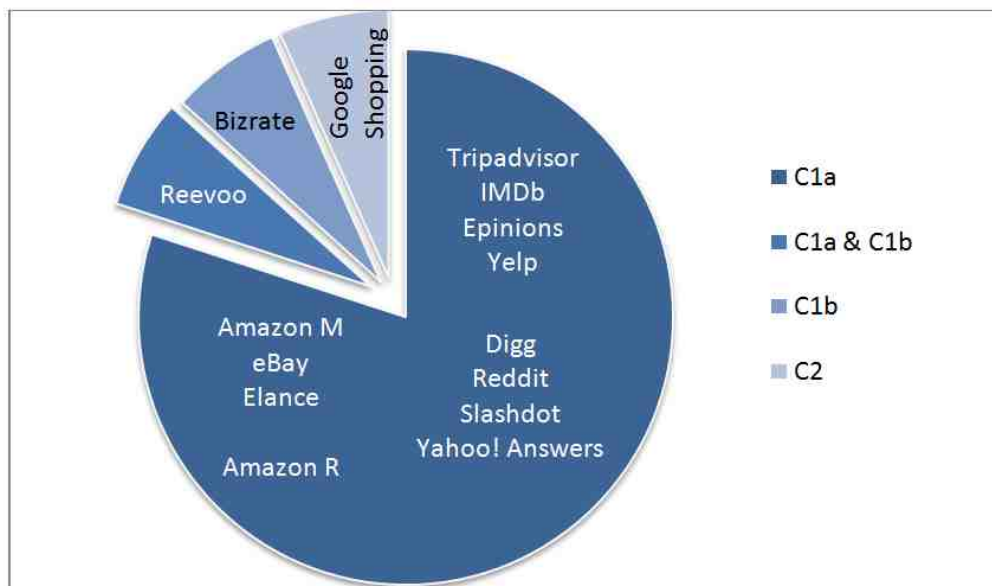 Google
Shopping
Bizrate
Reevoo
Tripadvisor
IMDb
Epinions
Yelp
Amazon M
eBay
Elance
Amazon R
Digg
Reddit
Slashdot
Yahoo! Answers
C1a
C1a & C1b
C1b
C2